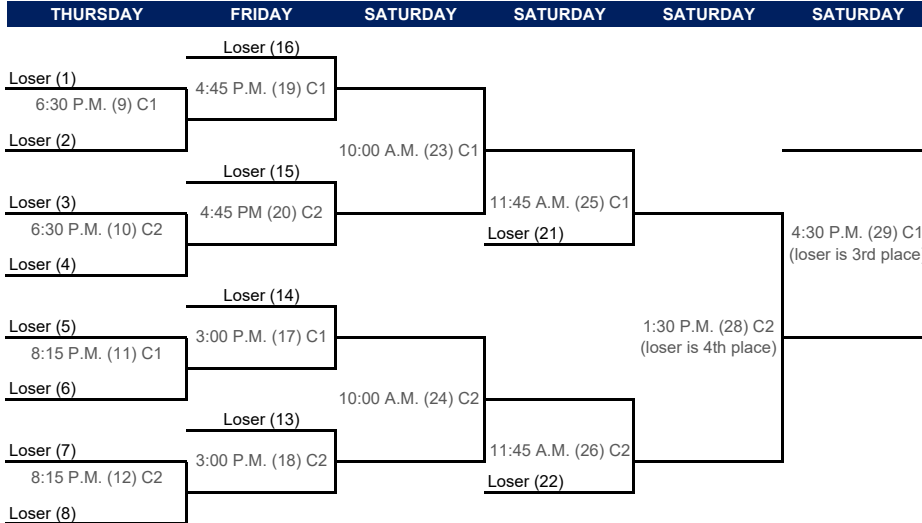 THURSDAY FRIDAY SATURDAY SATURDAY SATURDAY SATURDAY
Loser (16)
Loser (1)
4:45 P.M. (19) C1
6:30 P.M. (9) C1
Loser (2)
10:00 A.M. (23) C1
Loser (15)
Loser (3)
11:45 A.M. (25) C1
4:45 PM (20) C2
6:30 P.M. (10) C2
Loser (21)
4:30 P.M. (29) C1
(loser is 3rd place
Loser (4)
Loser (14)
Loser (5)
3:00 P.M. (17) C1
1:30 P.M. (28) C2
(loser is 4th place)
8:15 P.M. (11) C1
Loser (6)
10:00 A.M. (24) C2
Loser (13)
Loser (7)
11:45 A.M. (26) C2
3:00 P.M. (18) C2
8:15 P.M. (12) C2
Loser (22)
Loser (8)